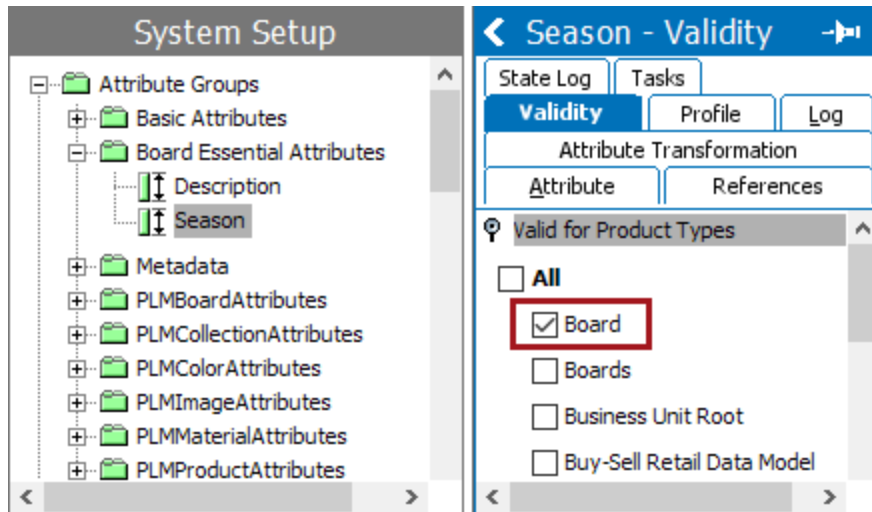 System Setup
Attribute Groups
Basic Attributes
Board Essential Attributes
Description
Season
Metadata
PLMBoardAttributes
PLMCollectionAttributes
PLMColorAttributes
PLMImageAttributes
PLMMaterialAttributes
PLMProductAttributes
Season - Validity
State Log Tasks
Validity Profile Log
Attribute Transformation
Attribute References
Valid for Product Types
All
Board
Boards
Business Unit Root
Buy-Sell Retail Data Model